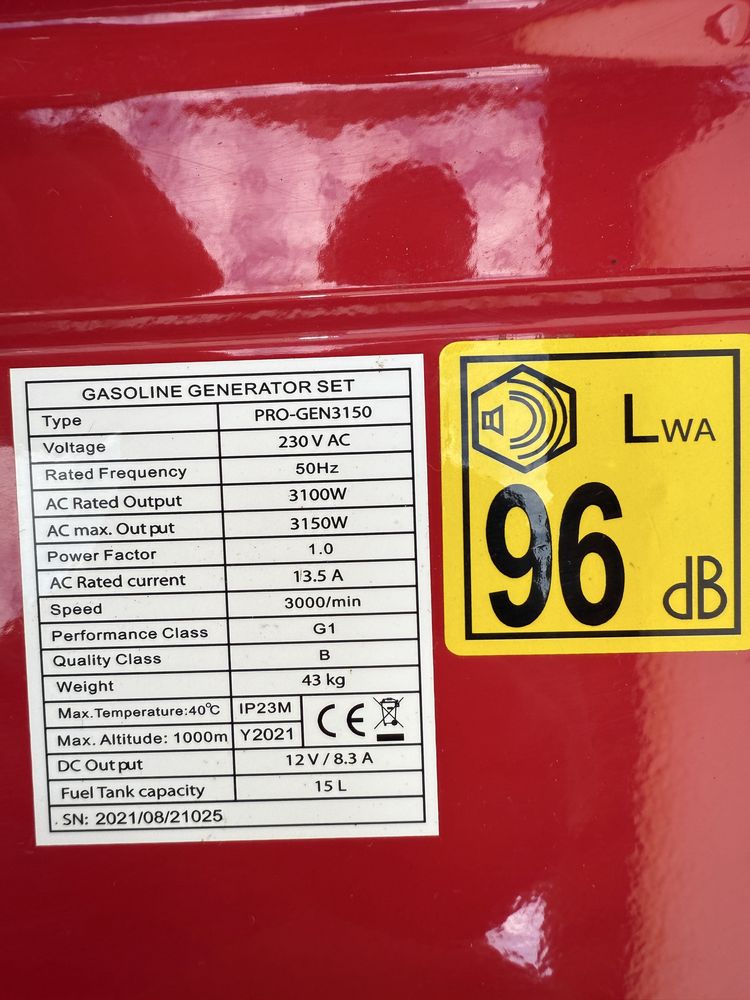 GASOLINE GENERATOR SET
Type PRO-GEN3150
Voltage 230 V AC
Rated Frequency 50Hz
AC Rated Output 3100W
AC max. Output 3150W
Power Factor 1.0
AC Rated current 13.5 A
Speed 3000/min
Performance Class G1
Quality Class B
Weight 43 kg
Max.Temperature:40℃ IP23M
Max. Altitude: 1000m Y2021
CE
DC Output 12 V / 8.3 A
Fuel Tank capacity 15 L
SN: 2021/08/21025
LWA
96
dB